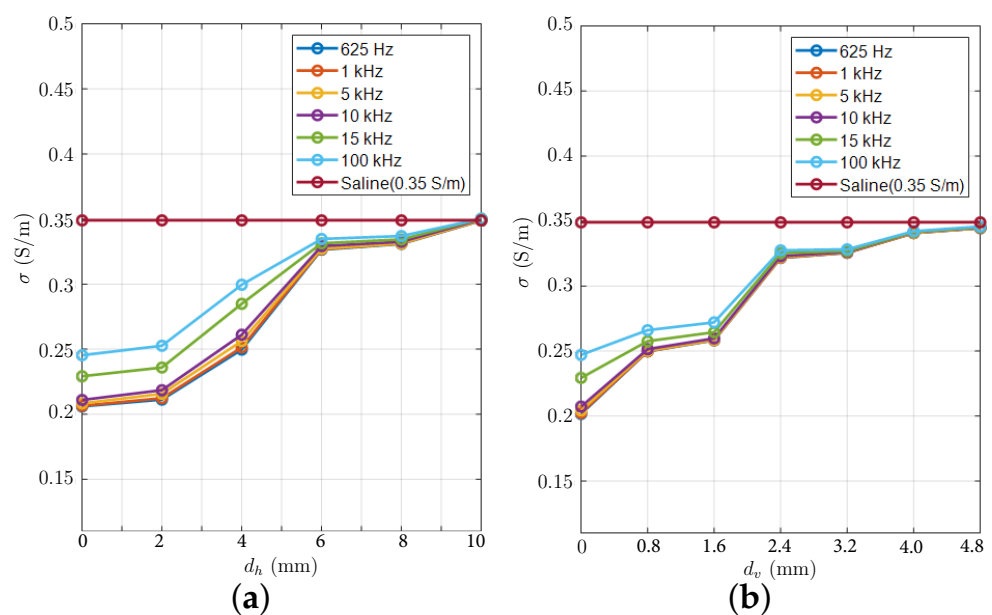 0.5
0.45
0.4
0.35
0.3
0.25
0.2
0.15
σ (S/m)
625 Hz
1 kHz
5 kHz
10 kHz
15 kHz
100 kHz
Saline(0.35 S/m)
0 2 4 6 8 10
d_h (mm)
(a)
0.5
0.45
0.4
0.35
0.3
0.25
0.2
0.15
σ (S/m)
625 Hz
1 kHz
5 kHz
10 kHz
15 kHz
100 kHz
Saline(0.35 S/m)
0 0.8 1.6 2.4 3.2 4.0 4.8
d_v (mm)
(b)